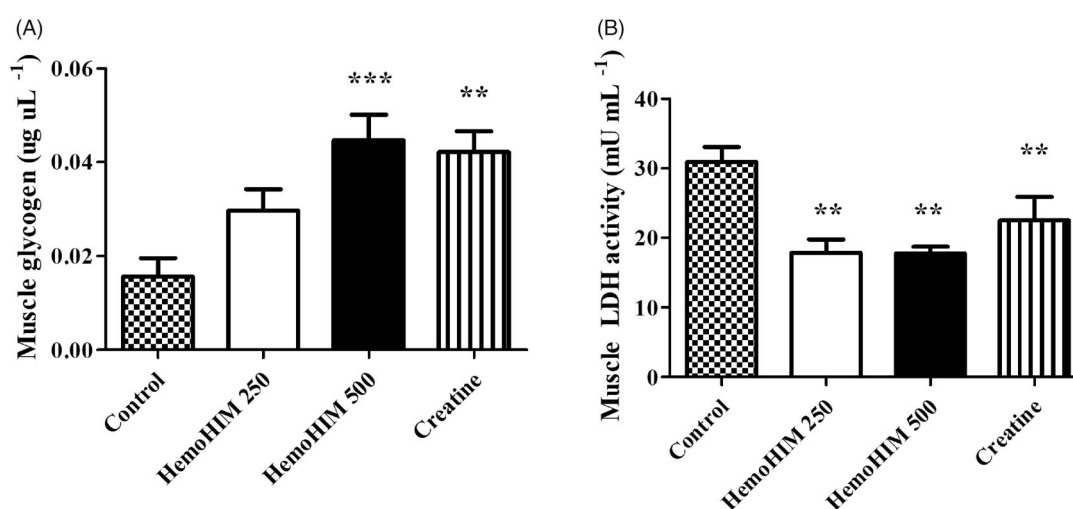 (A)
Muscle glycogen (ug uL ⁻¹)
0.06
0.04
0.02
0.00
***
**
Control
HemoHIM 250
HemoHIM 500
Creatine
(B)
Muscle LDH activity (mU mL ⁻¹)
40
30
20
10
0
**
**
**
Control
HemoHIM 250
HemoHIM 500
Creatine